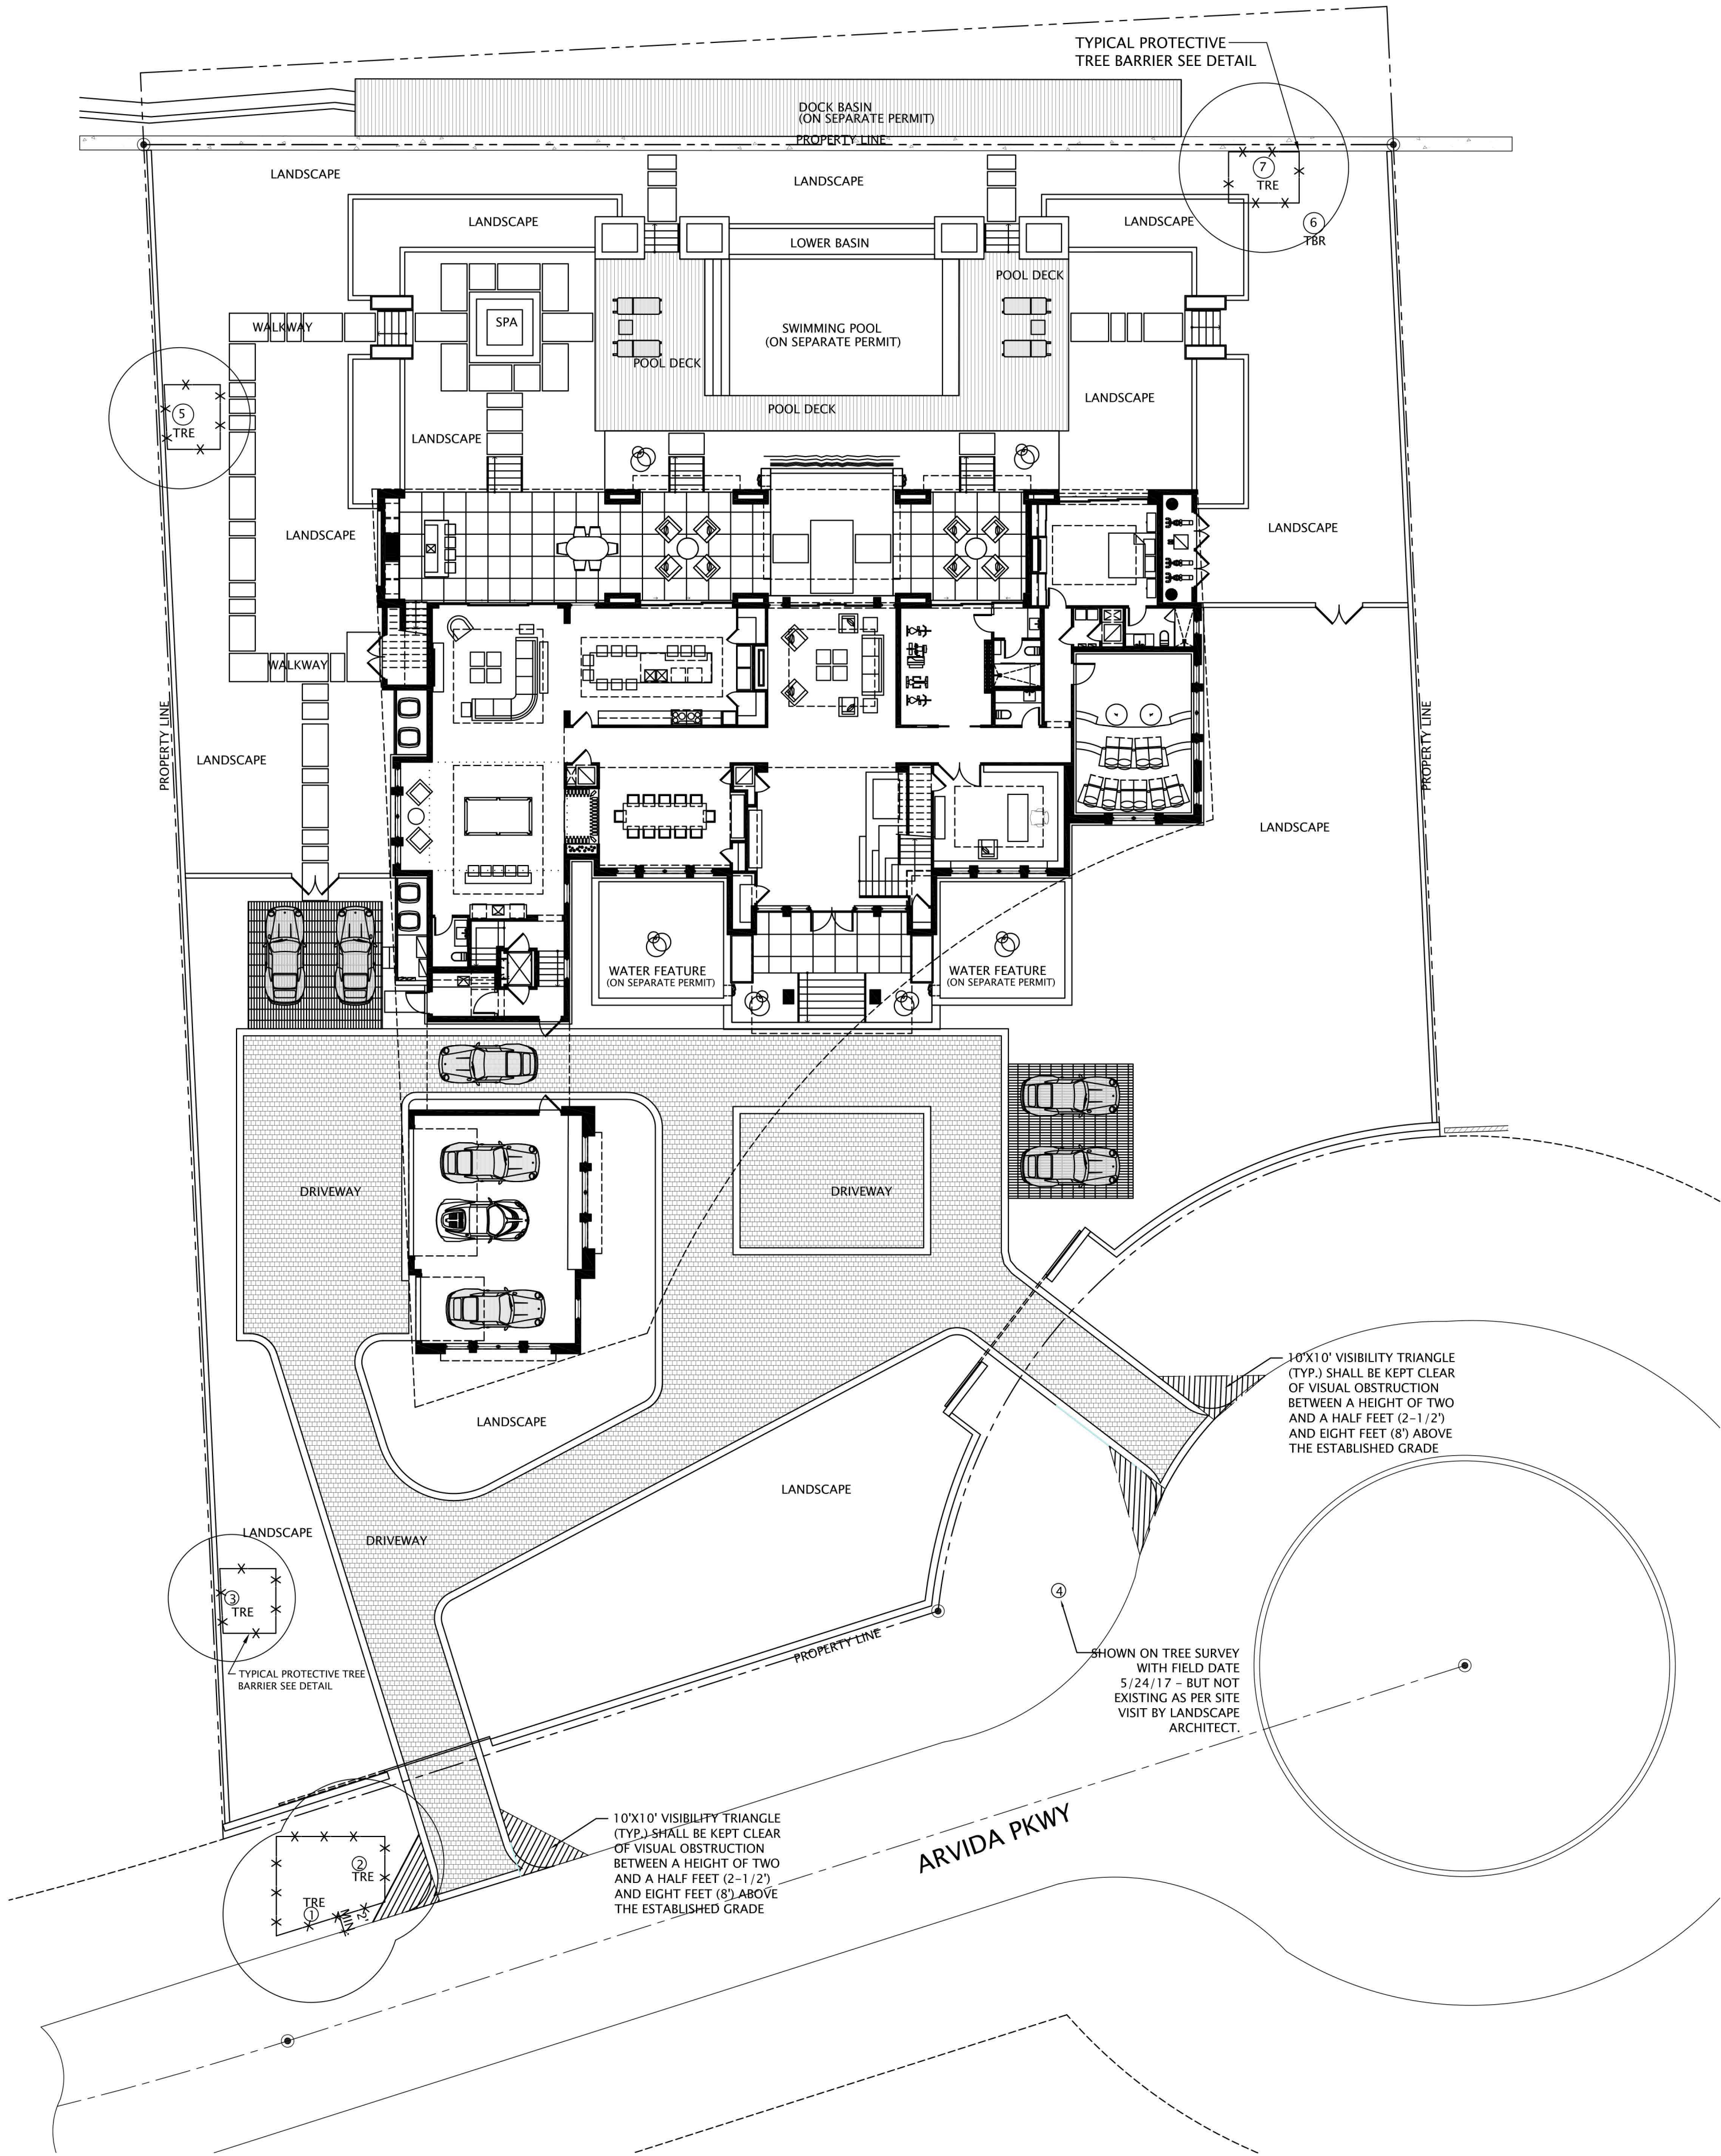 TYPICAL PROTECTIVE
TREE BARRIER SEE DETAIL
DOCK BASIN
(ON SEPARATE PERMIT)
PROPERTY LINE
LANDSCAPE
LANDSCAPE
7
TRE
LANDSCAPE
LANDSCAPE
6
TBR
LOWER BASIN
POOL DECK
SPA
WALKWAY
SWIMMING POOL
(ON SEPARATE PERMIT)
POOL DECK
LANDSCAPE
POOL DECK
5
TRE
LANDSCAPE
LANDSCAPE
LANDSCAPE
WALKWAY
PROPERTY LINE
PROPERTY LINE
LANDSCAPE
LANDSCAPE
WATER FEATURE
(ON SEPARATE PERMIT)
WATER FEATURE
(ON SEPARATE PERMIT)
DRIVEWAY
DRIVEWAY
10'X10' VISIBILITY TRIANGLE
(TYP.) SHALL BE KEPT CLEAR
OF VISUAL OBSTRUCTION
BETWEEN A HEIGHT OF TWO
AND A HALF FEET (2-1/2')
AND EIGHT FEET (8') ABOVE
THE ESTABLISHED GRADE
LANDSCAPE
LANDSCAPE
LANDSCAPE
DRIVEWAY
3
TRE
4
PROPERTY LINE
SHOWN ON TREE SURVEY
WITH FIELD DATE
5/24/17 - BUT NOT
EXISTING AS PER SITE
VISIT BY LANDSCAPE
ARCHITECT.
TYPICAL PROTECTIVE TREE
BARRIER SEE DETAIL
10'X10' VISIBILITY TRIANGLE
(TYP.) SHALL BE KEPT CLEAR
OF VISUAL OBSTRUCTION
BETWEEN A HEIGHT OF TWO
AND A HALF FEET (2-1/2')
AND EIGHT FEET (8') ABOVE
THE ESTABLISHED GRADE
ARVIDA PKWY
2
TRE
TRE
1
2'
MIN.